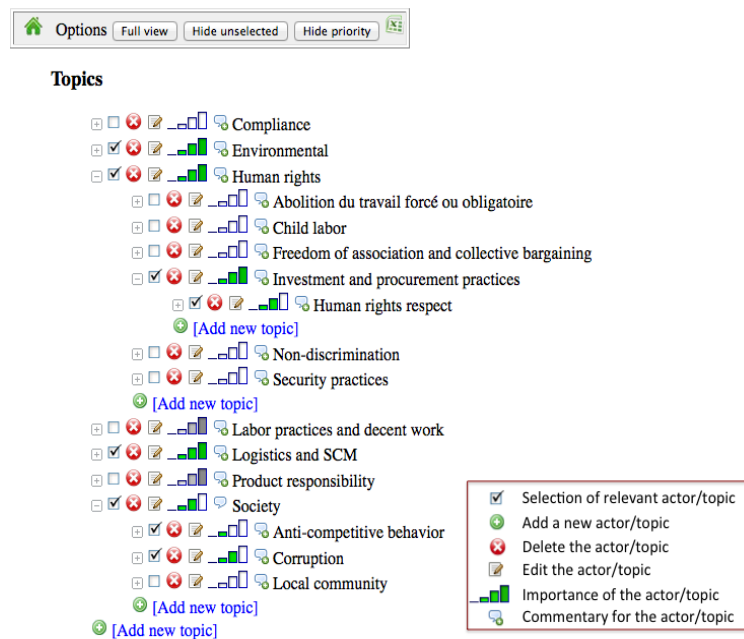 Options Full view Hide unselected Hide priority
Topics
Compliance
Environmental
Human rights
Abolition du travail forcé ou obligatoire
Child labor
Freedom of association and collective bargaining
Investment and procurement practices
Human rights respect
[Add new topic]
Non-discrimination
Security practices
[Add new topic]
Labor practices and decent work
Logistics and SCM
Product responsibility
Society
Anti-competitive behavior
Corruption
Local community
[Add new topic]
[Add new topic]
Selection of relevant actor/topic
Add a new actor/topic
Delete the actor/topic
Edit the actor/topic
Importance of the actor/topic
Commentary for the actor/topic